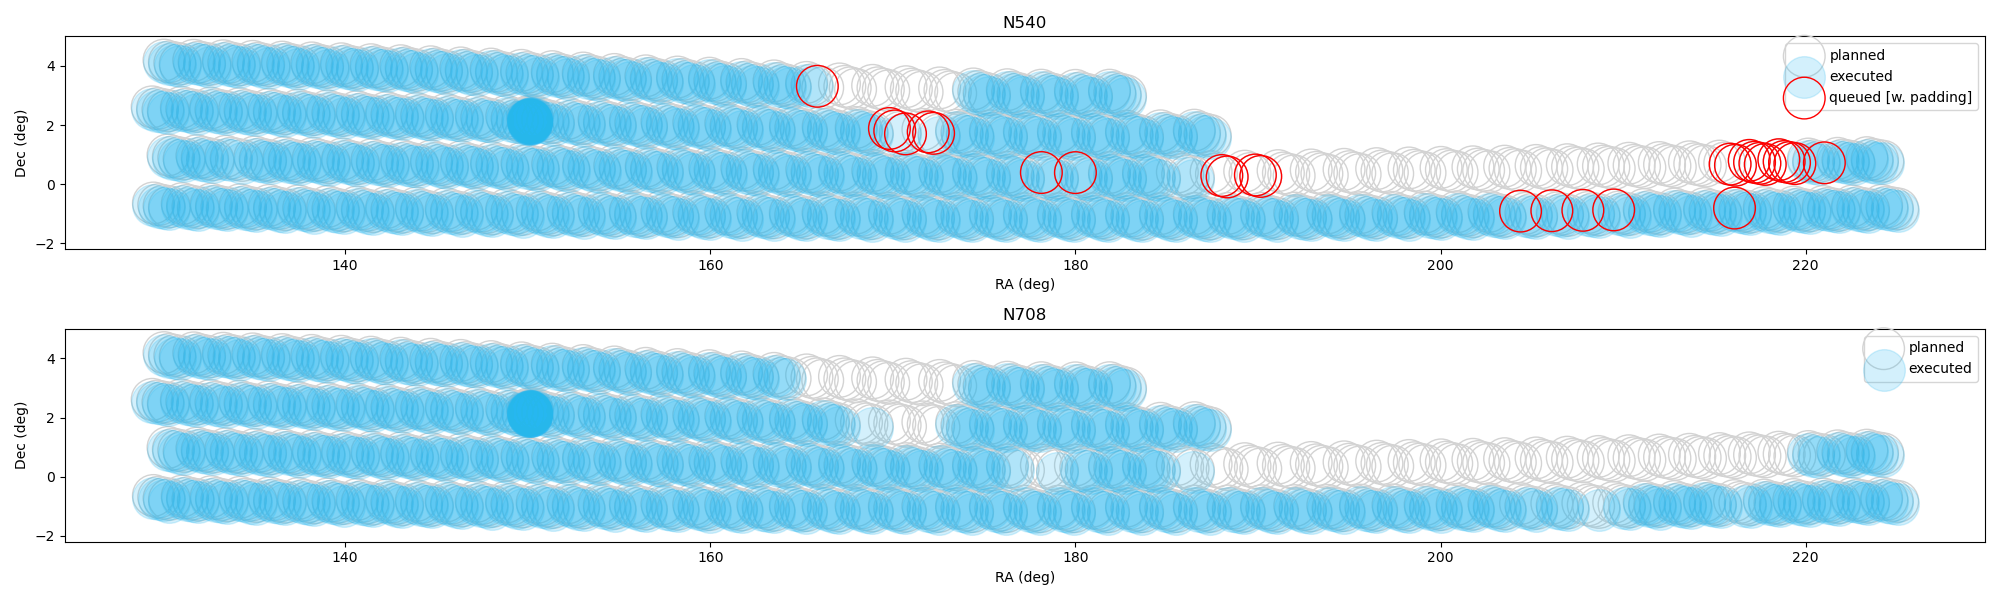 N540
planned
executed
queued [w. padding]
4
2
0
−2
Dec (deg)
140 160 180 200 220
RA (deg)
N708
planned
executed
4
2
0
−2
Dec (deg)
140 160 180 200 220
RA (deg)